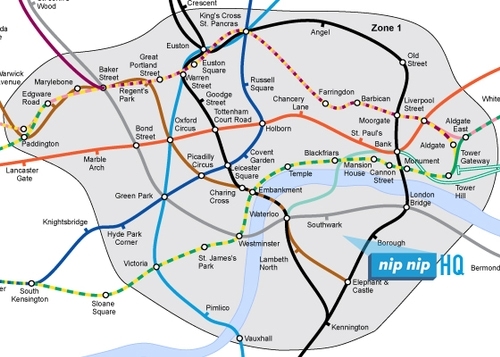 Crescent
Wood
King's Cross
St. Pancras
Zone 1
Angel
Euston
Great
Portland
Street
Baker
Street
Euston
Square
Old
Street
Warwick
Avenue
Marylebone
Warren
Street
Russell
Square
Edgware
Road
Regent's
Park
Goodge
Street
Farringdon
Barbican
Liverpool
Street
Chancery
Lane
Tottenham
Court Road
Moorgate
Aldgate
East
Oxford
Circus
Bond
Street
Holborn
St. Paul's
Aldgate
Paddington
Bank
Tower
Gateway
Marble
Arch
Covent
Garden
Blackfriars
Picadilly
Circus
Leicester
Square
Mansion
House
Monument
Lancaster
Gate
Temple
Cannon
Street
Tower
Hill
Green Park
Charing
Cross
Embankment
Waterloo
London
Bridge
Knightsbridge
Southwark
Hyde Park
Corner
Westminster
Borough
Victoria
St. James's
Park
Lambeth
North
nip nip HQ
Bermond
South
Kensington
Elephant &
Castle
Sloane
Square
Pimlico
Kennington
Vauxhall